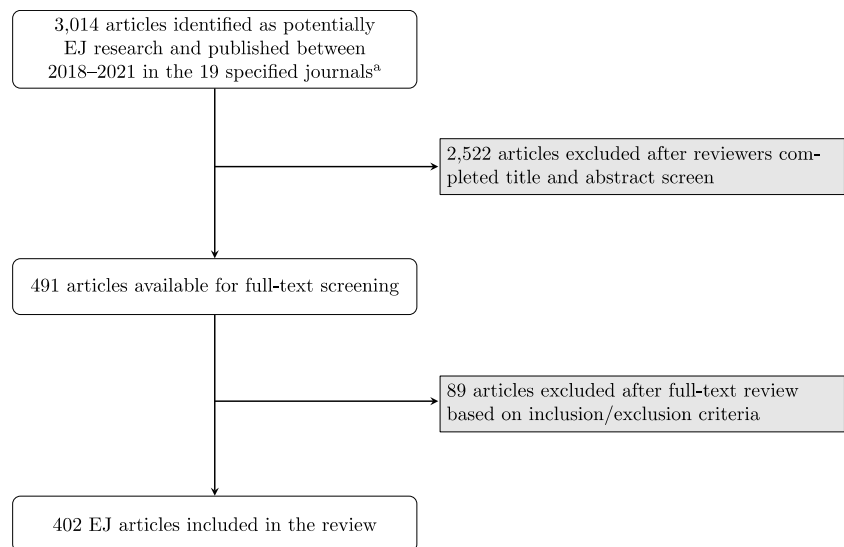 3,014 articles identified as potentially
EJ research and published between
2018–2021 in the 19 specified journalsᵃ
2,522 articles excluded after reviewers com-
pleted title and abstract screen
491 articles available for full-text screening
89 articles excluded after full-text review
based on inclusion/exclusion criteria
402 EJ articles included in the review